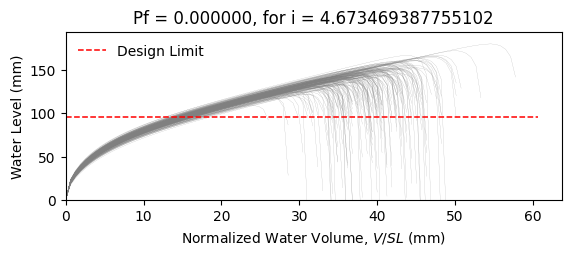 Pf = 0.000000, for i = 4.673469387755102
Design Limit
Water Level (mm)
150
100
50
0
0 10 20 30 40 50 60
Normalized Water Volume, V/SL (mm)